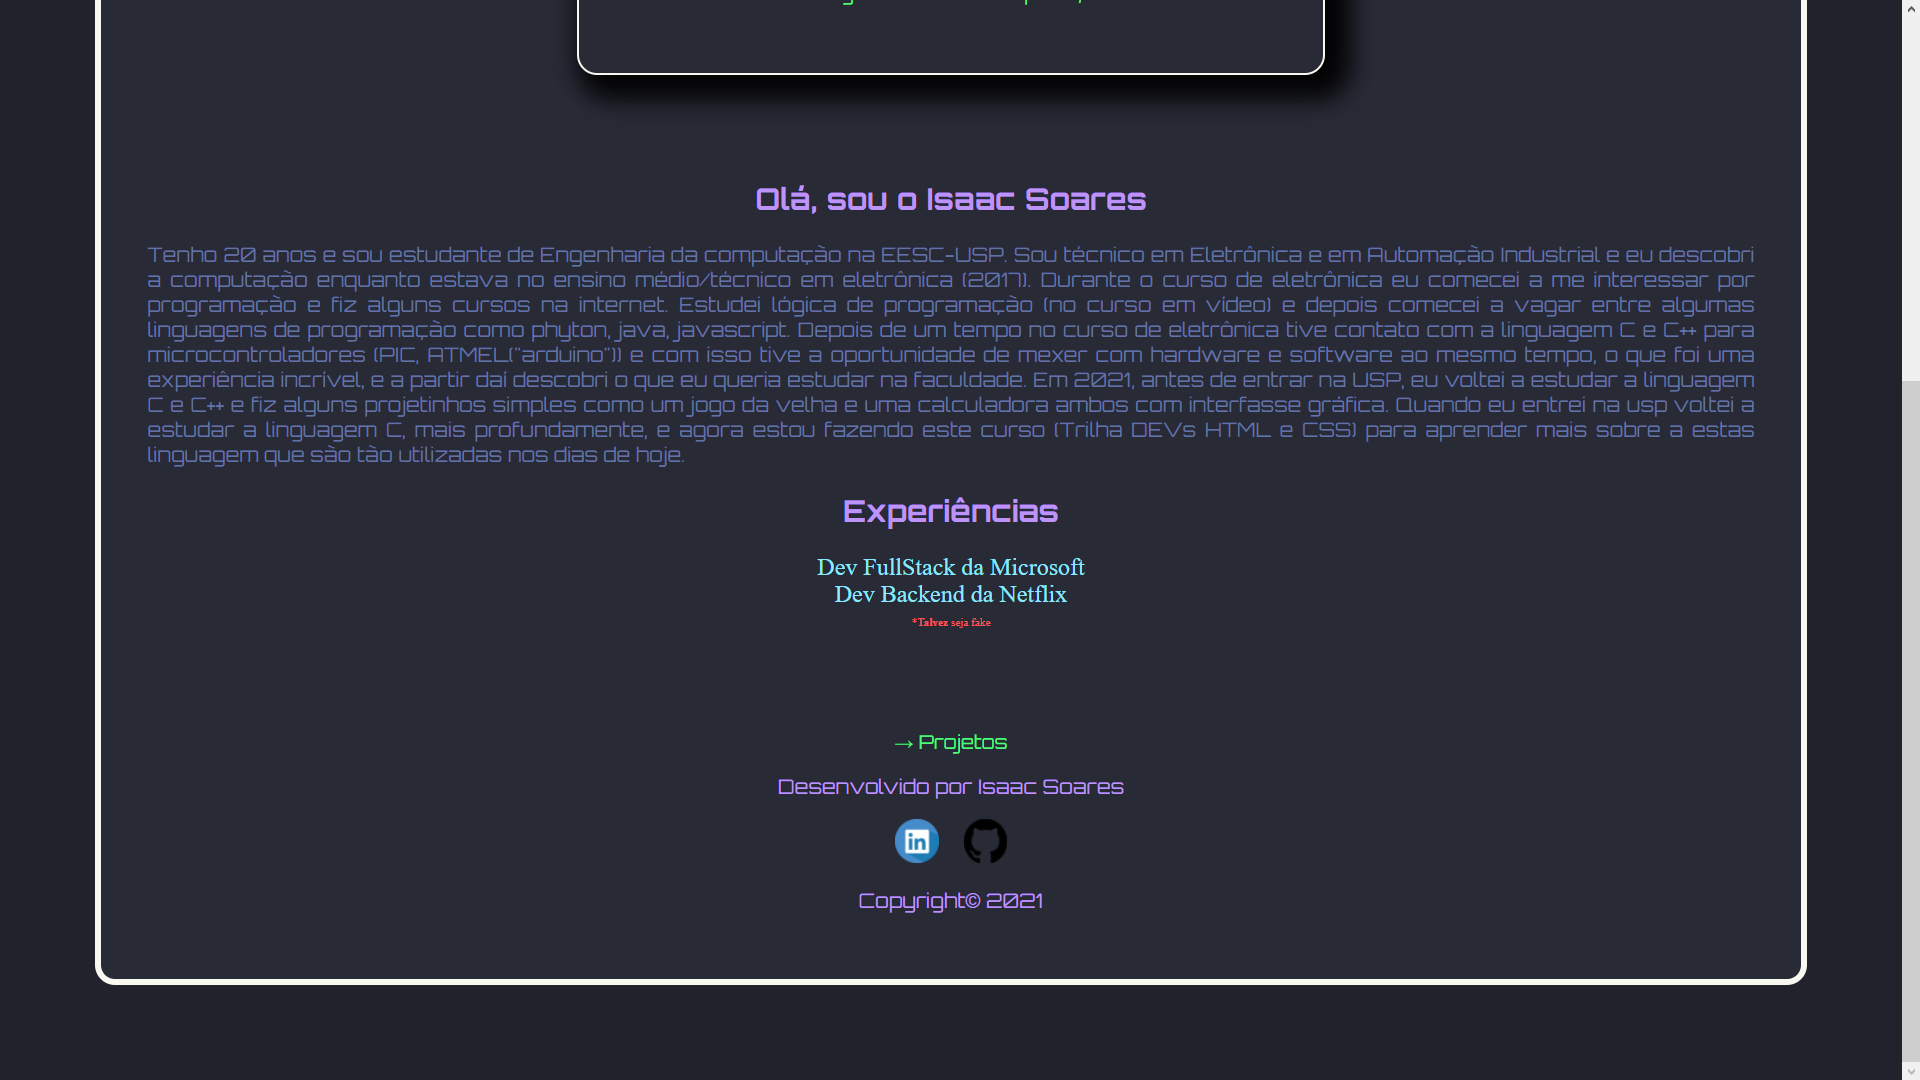 Olá, sou o Isaac Soares
Tenho 20 anos e sou estudante de Engenharia da computação na EESC-USP. Sou técnico em Eletrônica e em Automação Industrial e eu descobri
a computação enquanto estava no ensino médio/técnico em eletrônica (2017). Durante o curso de eletrônica eu comecei a me interessar por
programação e fiz alguns cursos na internet. Estudei lógica de programação (no curso em vídeo) e depois comecei a vagar entre algumas
linguagens de programação como phyton, java, javascript. Depois de um tempo no curso de eletrônica tive contato com a linguagem C e C++ para
microcontroladores (PIC, ATMEL("arduino")) e com isso tive a oportunidade de mexer com hardware e software ao mesmo tempo, o que foi uma
experiência incrível, e a partir daí descobri o que eu queria estudar na faculdade. Em 2021, antes de entrar na USP, eu voltei a estudar a linguagem
C e C++ e fiz alguns projetinhos simples como um jogo da velha e uma calculadora ambos com interfasse gráfica. Quando eu entrei na usp voltei a
estudar a linguagem C, mais profundamente, e agora estou fazendo este curso (Trilha DEVs HTML e CSS) para aprender mais sobre a estas
linguagem que são tão utilizadas nos dias de hoje.
Experiências
Dev FullStack da Microsoft
Dev Backend da Netflix
*Talvez seja fake
→ Projetos
Desenvolvido por Isaac Soares
in
Copyright© 2021